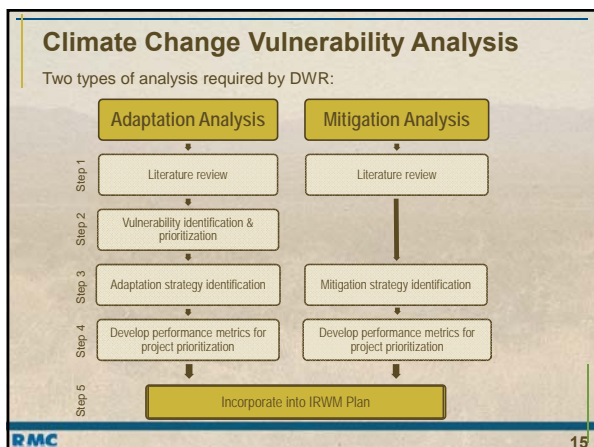 Climate Change Vulnerability Analysis
Two types of analysis required by DWR:
Adaptation Analysis
Mitigation Analysis
Step 1
Literature review
Literature review
Step 2
Vulnerability identification &
prioritization
Step 3
Adaptation strategy identification
Mitigation strategy identification
Step 4
Develop performance metrics for
project prioritization
Develop performance metrics for
project prioritization
Step 5
Incorporate into IRWM Plan
RMC
15